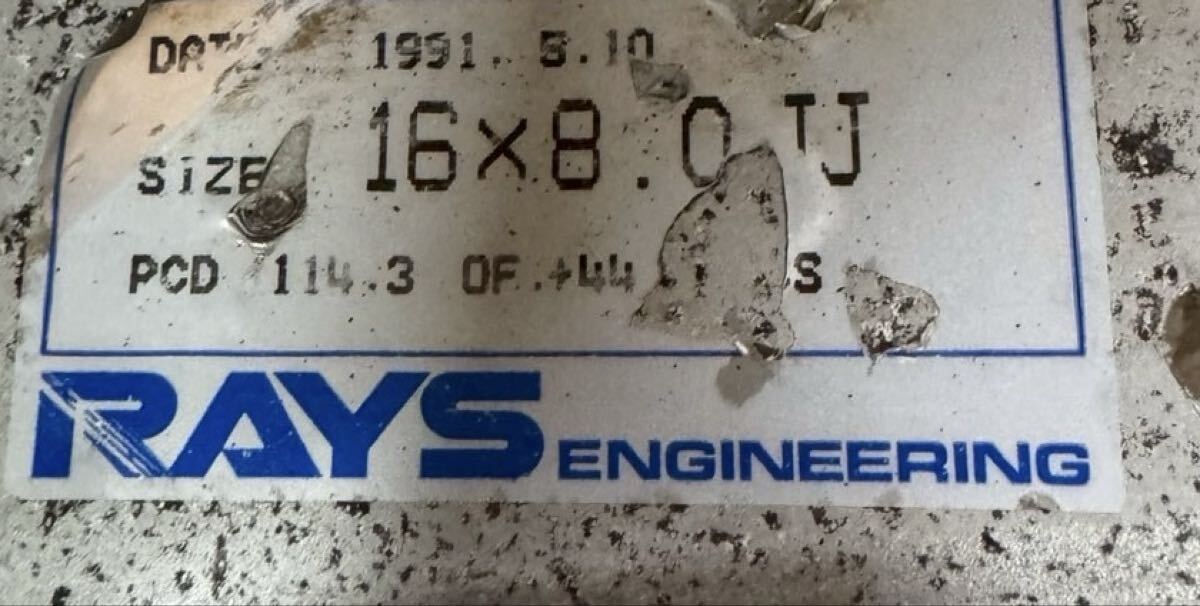 1991. 5.10
SIZE 16×8.0 JJ
PCD 114.3 OF.+44
RAYS ENGINEERING